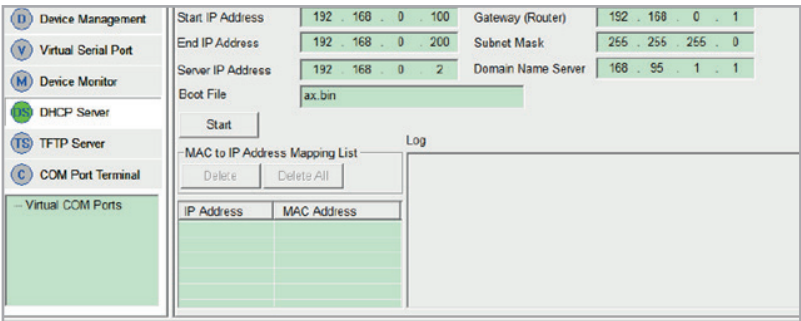 D Device Management
V Virtual Serial Port
M Device Monitor
DS DHCP Server
TS TFTP Server
C COM Port Terminal
-- Virtual COM Ports
Start IP Address 192 . 168 . 0 . 100 Gateway (Router) 192 . 168 . 0 . 1
End IP Address 192 . 168 . 0 . 200 Subnet Mask 255 . 255 . 255 . 0
Server IP Address 192 . 168 . 0 . 2 Domain Name Server 168 . 95 . 1 . 1
Boot File ax.bin
Start
MAC to IP Address Mapping List
Delete Delete All
IP Address MAC Address
Log